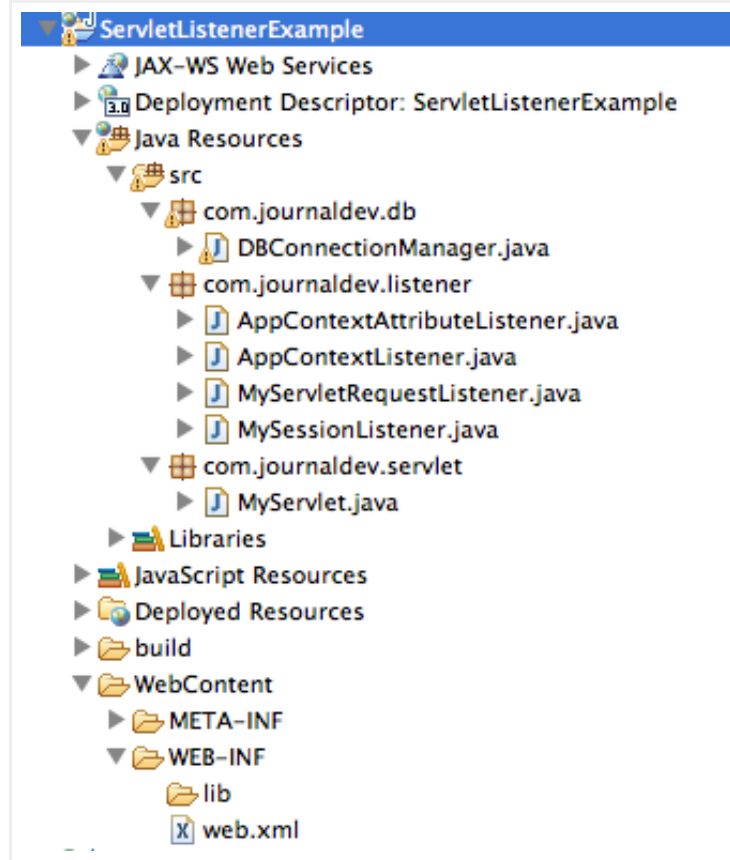 ServletListenerExample
JAX-WS Web Services
3.0 Deployment Descriptor: ServletListenerExample
Java Resources
src
com.journaldev.db
J DBConnectionManager.java
com.journaldev.listener
J AppContextAttributeListener.java
J AppContextListener.java
J MyServletRequestListener.java
J MySessionListener.java
com.journaldev.servlet
J MyServlet.java
Libraries
JavaScript Resources
Deployed Resources
build
WebContent
META-INF
WEB-INF
lib
X web.xml